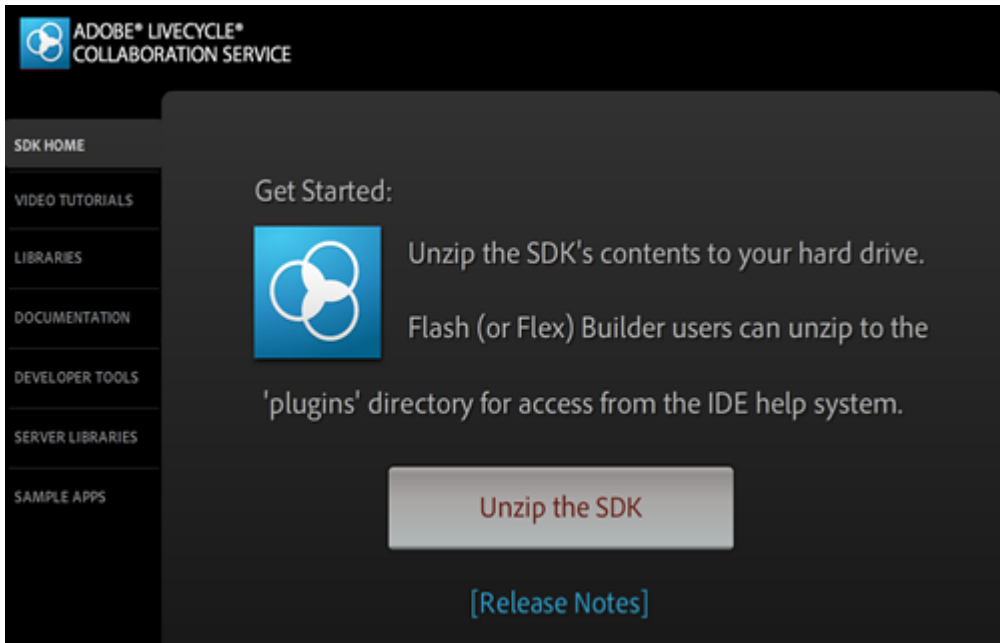 ADOBE® LIVECYCLE®
COLLABORATION SERVICE
SDK HOME
VIDEO TUTORIALS
LIBRARIES
DOCUMENTATION
DEVELOPER TOOLS
SERVER LIBRARIES
SAMPLE APPS
Get Started:
Unzip the SDK's contents to your hard drive.
Flash (or Flex) Builder users can unzip to the
'plugins' directory for access from the IDE help system.
Unzip the SDK
[Release Notes]